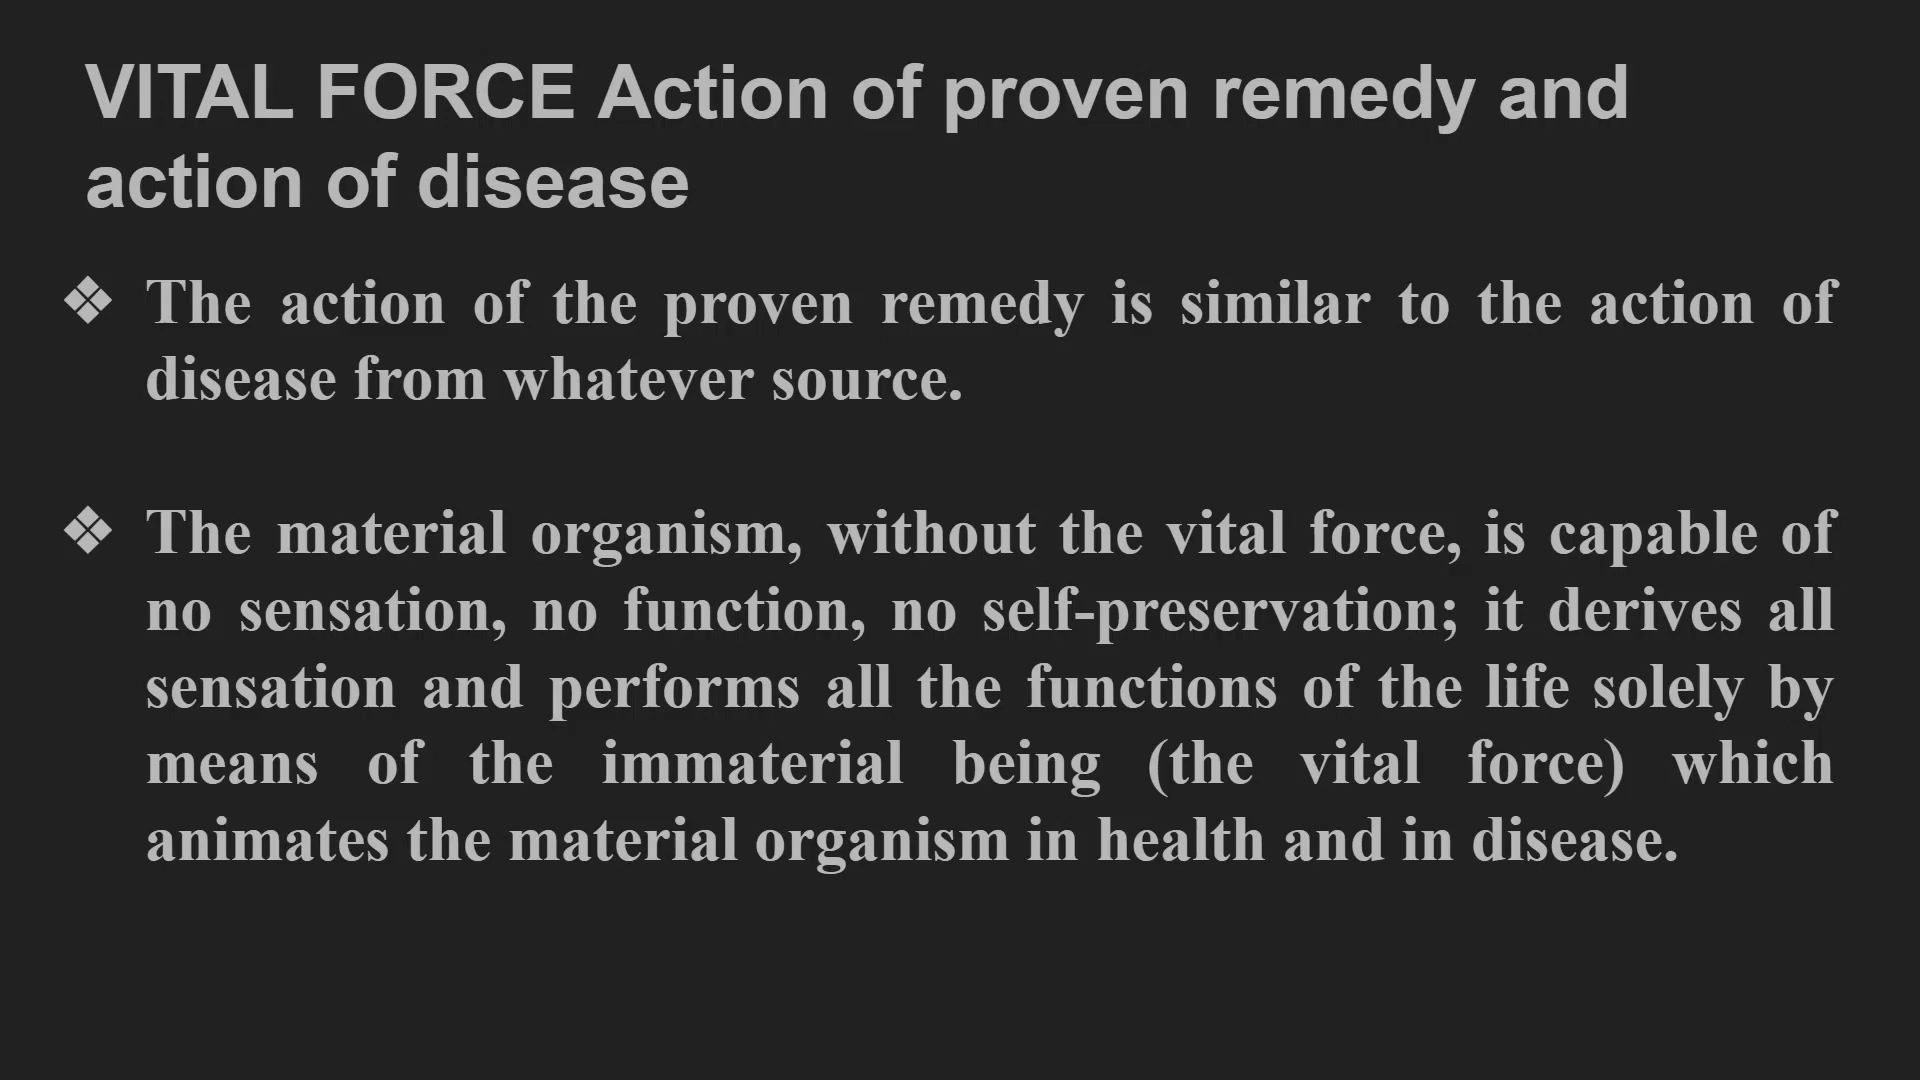 VITAL FORCE Action of proven remedy and
action of disease
❖ The action of the proven remedy is similar to the action of
disease from whatever source.
❖ The material organism, without the vital force, is capable of
no sensation, no function, no self-preservation; it derives all
sensation and performs all the functions of the life solely by
means of the immaterial being (the vital force) which
animates the material organism in health and in disease.